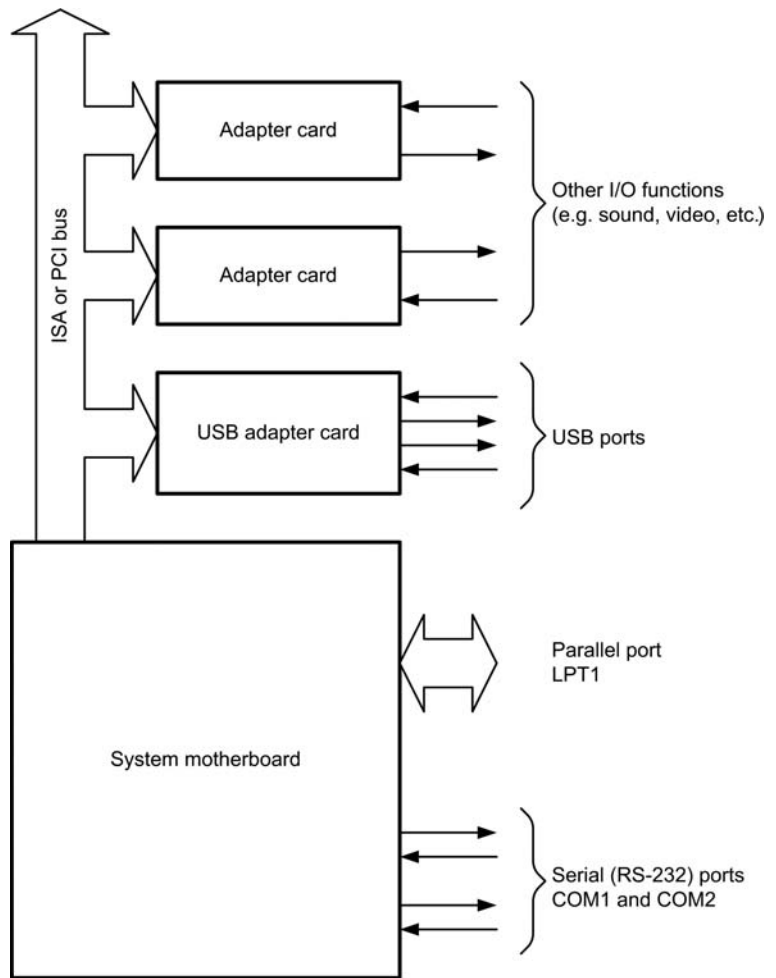 Adapter card
Other I/O functions
(e.g. sound, video, etc.)
ISA or PCI bus
Adapter card
USB adapter card
USB ports
Parallel port
LPT1
System motherboard
Serial (RS-232) ports
COM1 and COM2